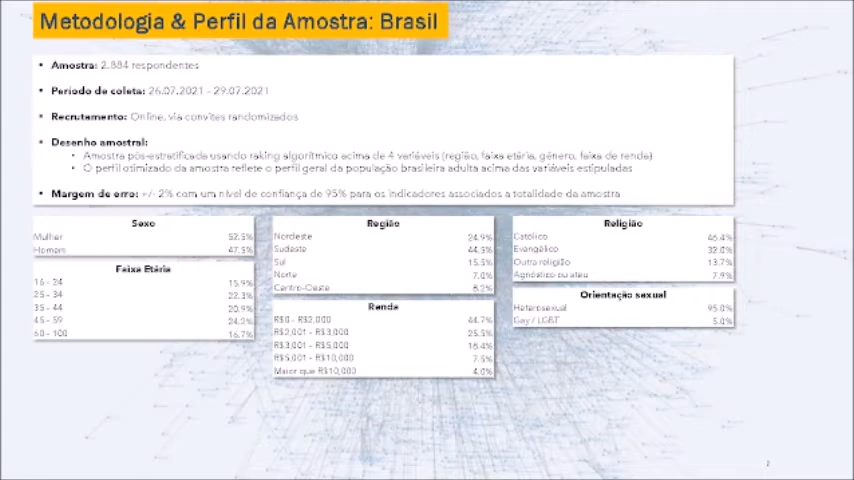 Metodologia & Perfil da Amostra: Brasil
• Amostra: 2.884 respondentes
• Período de coleta: 26.07.2021 - 29.07.2021
• Recrutamento: Online, via convites randomizados
• Desenho amostral:
• Amostra pós-estratificada usando raking algorítmico acima de 4 variáveis (região, faixa etária, gênero, faixa de renda)
• O perfil otimizado da amostra reflete o perfil geral da população brasileira adulta acima das variáveis estipuladas
• Margem de erro: +/- 2% com um nível de confiança de 95% para os indicadores associados a totalidade da amostra
Sexo
Mulher 52.5%
Homem 47.5%
Faixa Etária
16 - 24 15.9%
25 - 34 22.3%
35 - 44 20.9%
45 - 59 24.2%
60 - 100 16.7%
Região
Nordeste 24.9%
Sudeste 44.5%
Sul 15.5%
Norte 7.0%
Centro-Oeste 8.2%
Renda
R$0 - R$2,000 44.7%
R$2,001 - R$3,000 25.5%
R$3,001 - R$5,000 18.4%
R$5,001 - R$10,000 7.5%
Maior que R$10,000 4.0%
Religião
Católico 46.4%
Evangélico 32.0%
Outra religião 13.7%
Agnóstico ou ateu 7.9%
Orientação sexual
Heterosexual 95.0%
Gay / LGBT 5.0%